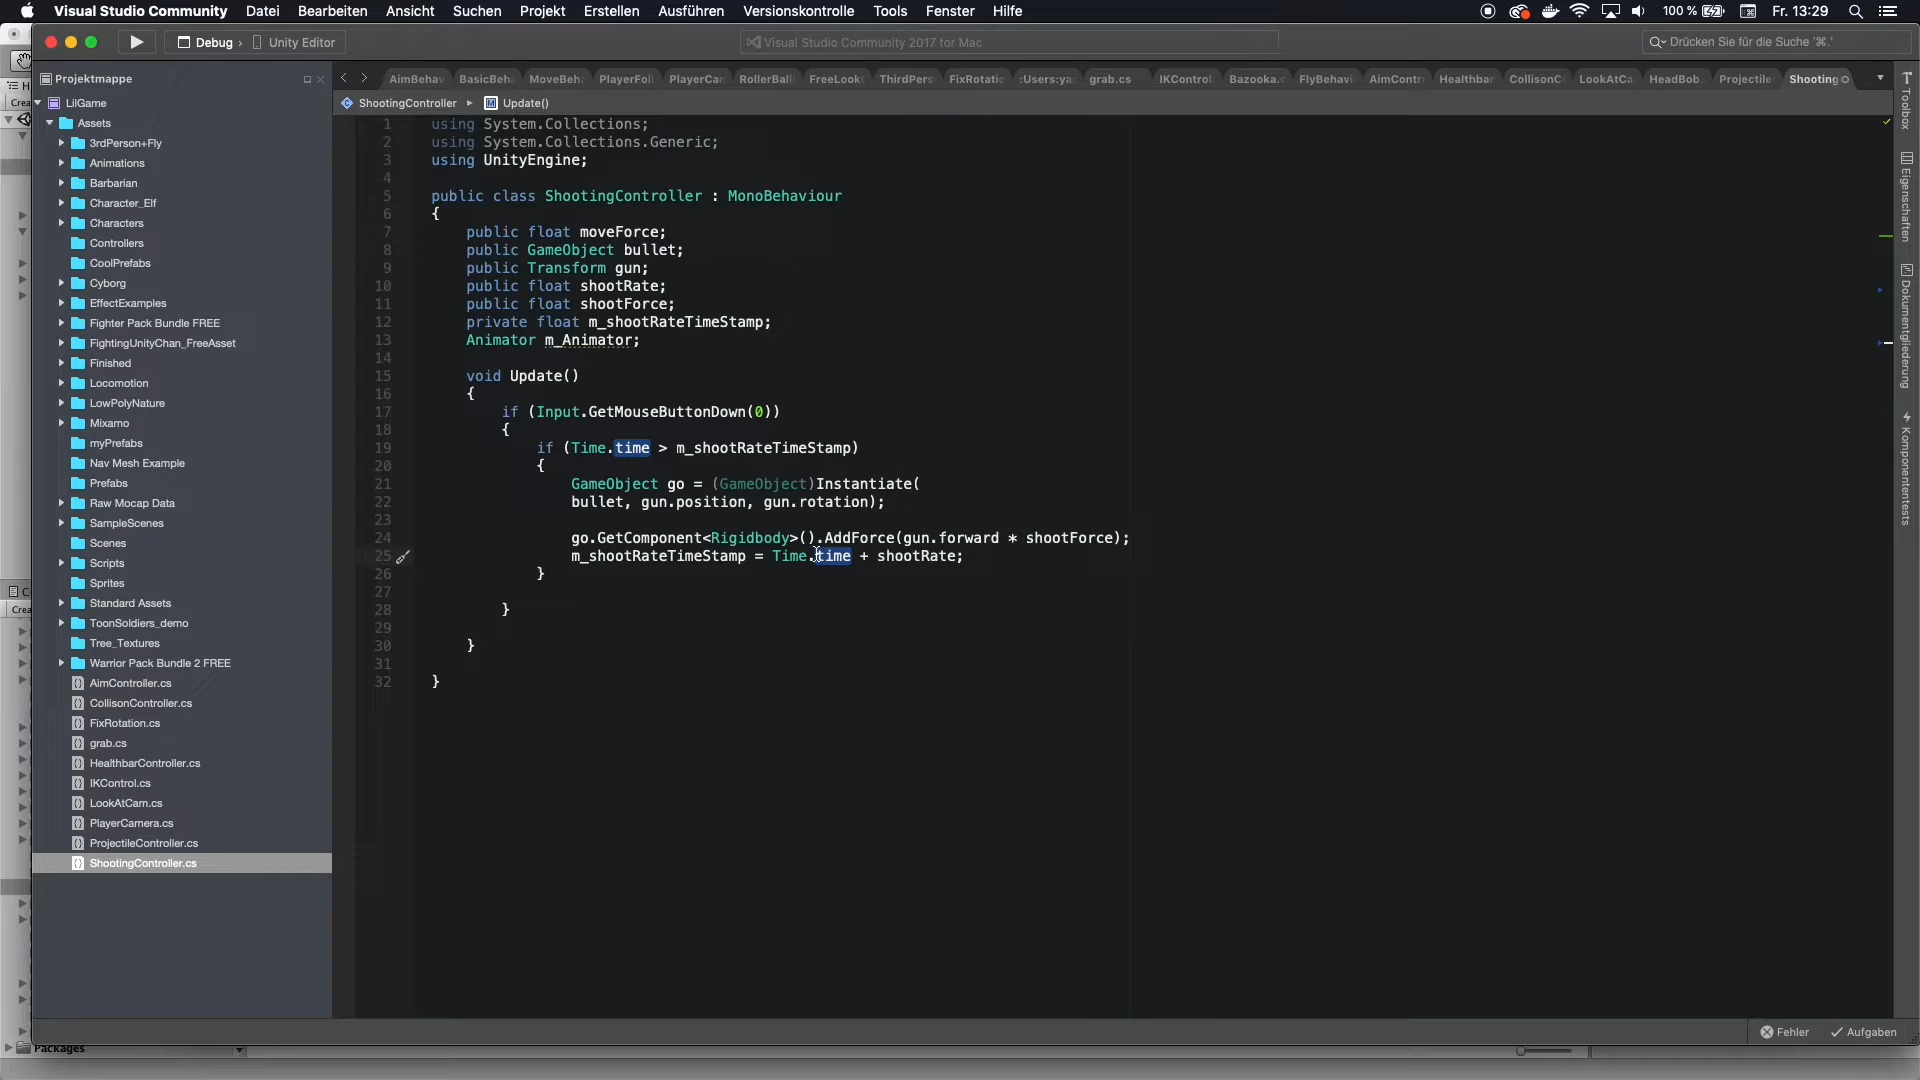 Visual Studio Community Datei Bearbeiten Ansicht Suchen Projekt Erstellen Ausführen Versionskontrolle Tools Fenster Hilfe 100 % Fr. 13:29
Debug › Unity Editor Visual Studio Community 2017 for Mac Drücken Sie für die Suche '⌘.'
Projektmappe
AimBehav BasicBeha MoveBeha PlayerFoll PlayerCam RollerBall FreeLook ThirdPers FixRotatio :Users:ya grab.cs IKControl Bazooka.c FlyBehavi AimContr Healthbar CollisonC LookAtCa HeadBob Projectile Shooting
ShootingController ▸ Update()
LilGame
Assets
3rdPerson+Fly
Animations
Barbarian
Character_Elf
Characters
Controllers
CoolPrefabs
Cyborg
EffectExamples
Fighter Pack Bundle FREE
FightingUnityChan_FreeAsset
Finished
Locomotion
LowPolyNature
Mixamo
myPrefabs
Nav Mesh Example
Prefabs
Raw Mocap Data
SampleScenes
Scenes
Scripts
Sprites
Standard Assets
ToonSoldiers_demo
Tree_Textures
Warrior Pack Bundle 2 FREE
AimController.cs
CollisonController.cs
FixRotation.cs
grab.cs
HealthbarController.cs
IKControl.cs
LookAtCam.cs
PlayerCamera.cs
ProjectileController.cs
ShootingController.cs
1 using System.Collections;
2 using System.Collections.Generic;
3 using UnityEngine;
4
5 public class ShootingController : MonoBehaviour
6 {
7 public float moveForce;
8 public GameObject bullet;
9 public Transform gun;
10 public float shootRate;
11 public float shootForce;
12 private float m_shootRateTimeStamp;
13 Animator m_Animator;
14
15 void Update()
16 {
17 if (Input.GetMouseButtonDown(0))
18 {
19 if (Time.time > m_shootRateTimeStamp)
20 {
21 GameObject go = (GameObject)Instantiate(
22 bullet, gun.position, gun.rotation);
23
24 go.GetComponent<Rigidbody>().AddForce(gun.forward * shootForce);
25 m_shootRateTimeStamp = Time.time + shootRate;
26 }
27
28 }
29
30 }
31
32 }
Toolbox
Eigenschaften
Dokumentgliederung
Komponententests
Fehler Aufgaben
Crea
Crea
Packages